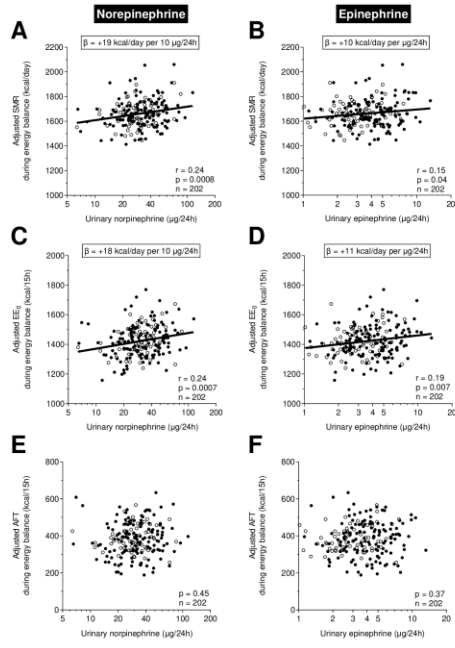 Norepinephrine
Epinephrine
A
β = +19 kcal/day per 10 µg/24h
Adjusted SMR
during energy balance (kcal/day)
2200
2000
1800
1600
1400
1200
1000
r = 0.24
p = 0.0008
n = 202
5 10 20 50 100 200
Urinary norpinephrine (µg/24h)
B
β = +10 kcal/day per µg/24h
Adjusted SMR
during energy balance (kcal/day)
2200
2000
1800
1600
1400
1200
1000
r = 0.15
p = 0.04
n = 202
1 2 3 4 5 10 20
Urinary epinephrine (µg/24h)
C
β = +18 kcal/day per 10 µg/24h
Adjusted EE0
during energy balance (kcal/15h)
2000
1800
1600
1400
1200
1000
r = 0.24
p = 0.0007
n = 202
5 10 20 40 100 200
Urinary norpinephrine (µg/24h)
D
β = +11 kcal/day per µg/24h
Adjusted EE0
during energy balance (kcal/15h)
2000
1800
1600
1400
1200
1000
r = 0.19
p = 0.007
n = 202
1 2 3 4 5 10 20
Urinary epinephrine (µg/24h)
E
Adjusted AFT
during energy balance (kcal/15h)
800
600
400
200
0
p = 0.45
n = 202
5 10 20 50 100 200
Urinary norpinephrine (µg/24h)
F
Adjusted AFT
during energy balance (kcal/15h)
800
600
400
200
0
p = 0.37
n = 202
1 2 3 4 5 10 20
Urinary epinephrine (µg/24h)